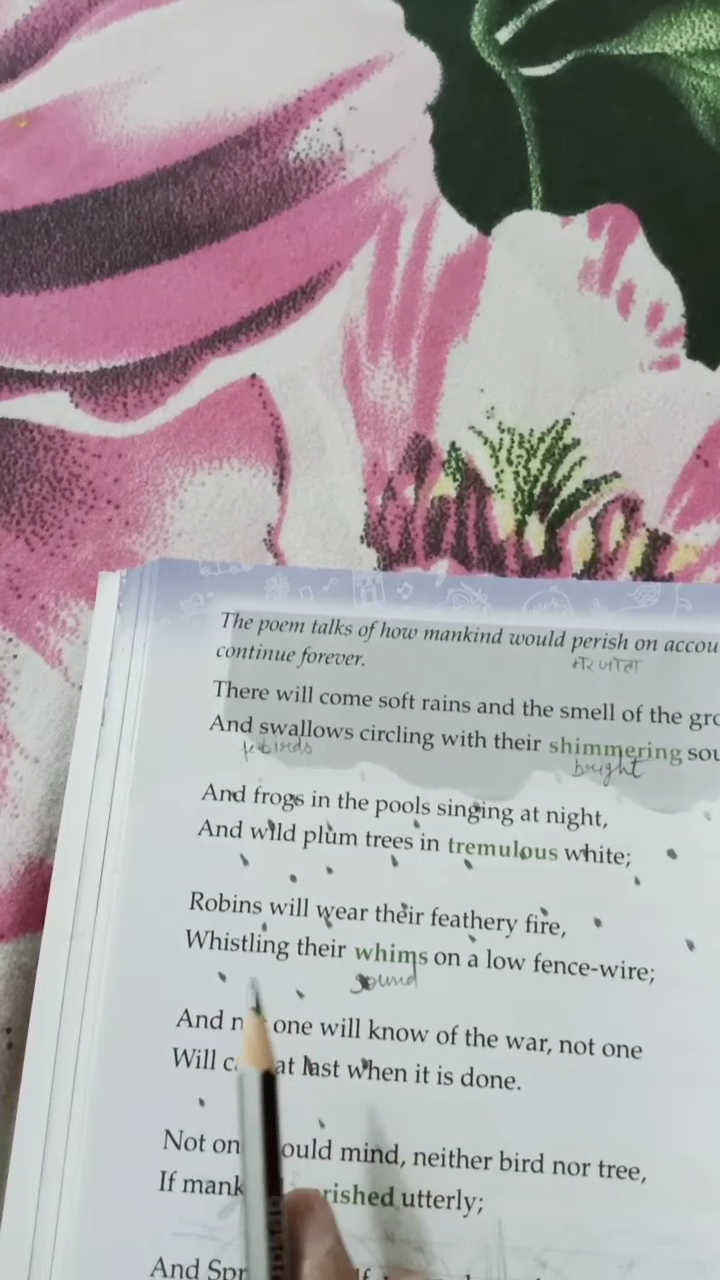 The poem talks of how mankind would perish on accou
मर जाता
continue forever.
There will come soft rains and the smell of the gro
And swallows circling with their shimmering sou
birds
bright
And frogs in the pools singing at night,
And wild plum trees in tremulous white;
Robins will wear their feathery fire,
Whistling their whims on a low fence-wire;
sound
And one will know of the war, not one
Will at last when it is done.
Not on ould mind, neither bird nor tree,
If mank rished utterly;
And Spr